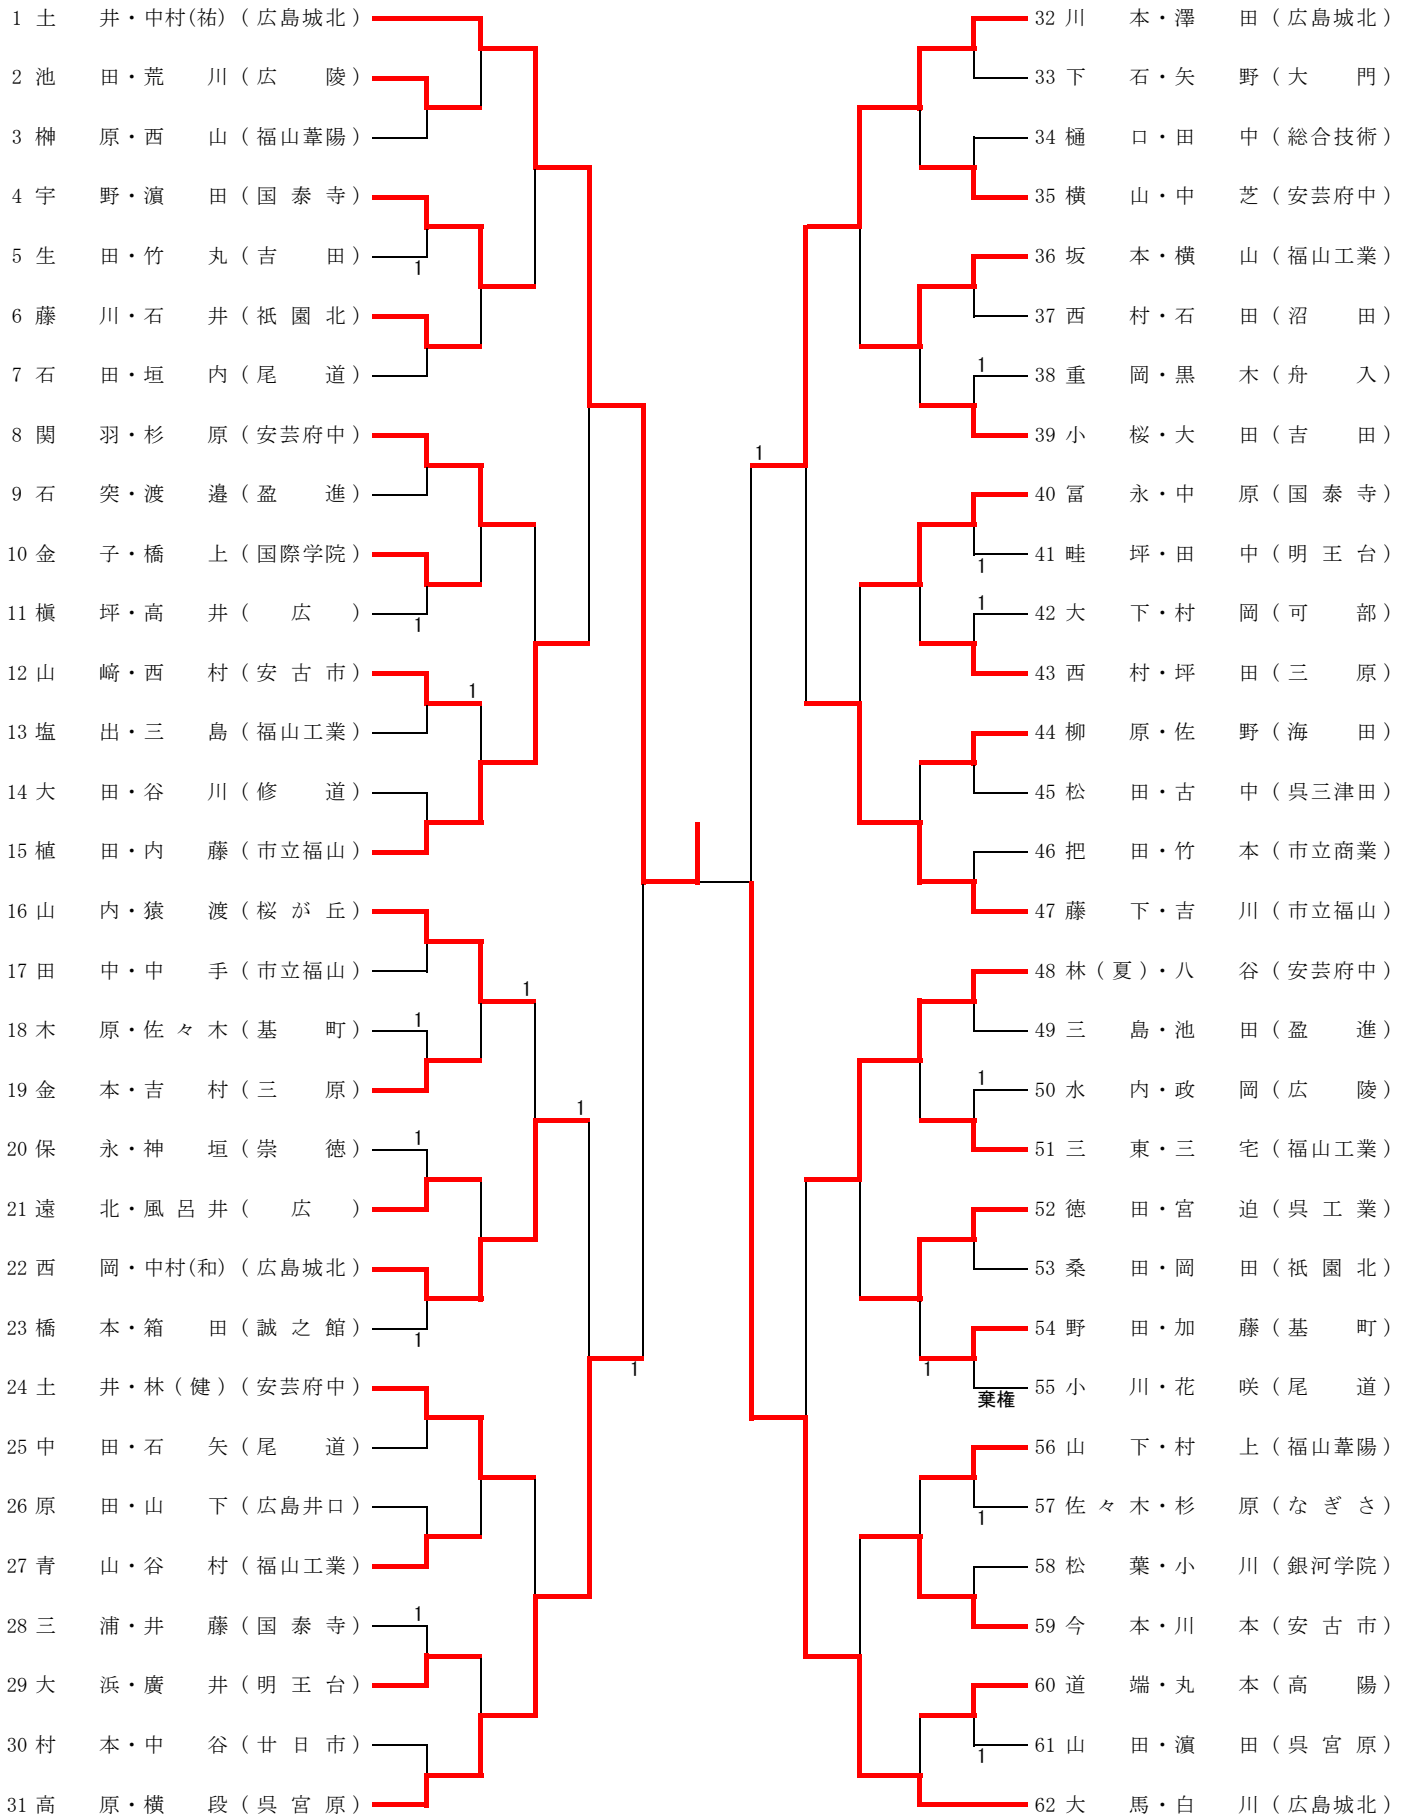 1 土 井・中村(祐) (広島城北)
2 池 田・荒 川 (広 陵)
3 榊 原・西 山 (福山葦陽)
4 宇 野・濵 田 (国 泰 寺)
5 生 田・竹 丸 (吉 田)
1
6 藤 川・石 井 (祇 園 北)
7 石 田・垣 内 (尾 道)
8 関 羽・杉 原 (安芸府中)
9 石 突・渡 邉 (盈 進)
10 金 子・橋 上 (国際学院)
11 槇 坪・高 井 ( 広 )
1
12 山 﨑・西 村 (安 古 市)
1
13 塩 出・三 島 (福山工業)
14 大 田・谷 川 (修 道)
15 植 田・内 藤 (市立福山)
16 山 内・猿 渡 (桜 が 丘)
17 田 中・中 手 (市立福山)
1
18 木 原・佐 々 木 (基 町)
1
19 金 本・吉 村 (三 原)
1
20 保 永・神 垣 (崇 徳)
1
21 遠 北・風 呂 井 ( 広 )
22 西 岡・中村(和) (広島城北)
23 橋 本・箱 田 (誠 之 館)
1
1
24 土 井・林 ( 健 ) (安芸府中)
25 中 田・石 矢 (尾 道)
26 原 田・山 下 (広島井口)
27 青 山・谷 村 (福山工業)
28 三 浦・井 藤 (国 泰 寺)
1
29 大 浜・廣 井 (明 王 台)
30 村 本・中 谷 (廿 日 市)
31 高 原・横 段 (呉 宮 原)
32 川 本・澤 田 (広島城北)
33 下 石・矢 野 (大 門)
34 樋 口・田 中 (総合技術)
35 横 山・中 芝 (安芸府中)
36 坂 本・横 山 (福山工業)
37 西 村・石 田 (沼 田)
1
38 重 岡・黒 木 (舟 入)
39 小 桜・大 田 (吉 田)
1
40 冨 永・中 原 (国 泰 寺)
41 畦 坪・田 中 (明 王 台)
1
1
42 大 下・村 岡 (可 部)
43 西 村・坪 田 (三 原)
44 柳 原・佐 野 (海 田)
45 松 田・古 中 (呉三津田)
46 把 田・竹 本 (市立商業)
47 藤 下・吉 川 (市立福山)
48 林 ( 夏 )・八 谷 (安芸府中)
49 三 島・池 田 (盈 進)
1
50 水 内・政 岡 (広 陵)
51 三 東・三 宅 (福山工業)
52 徳 田・宮 迫 (呉 工 業)
53 桑 田・岡 田 (祇 園 北)
54 野 田・加 藤 (基 町)
1
55 小 川・花 咲 (尾 道)
棄権
56 山 下・村 上 (福山葦陽)
57 佐 々 木・杉 原 (な ぎ さ)
1
58 松 葉・小 川 (銀河学院)
59 今 本・川 本 (安 古 市)
60 道 端・丸 本 (高 陽)
61 山 田・濵 田 (呉 宮 原)
1
62 大 馬・白 川 (広島城北)